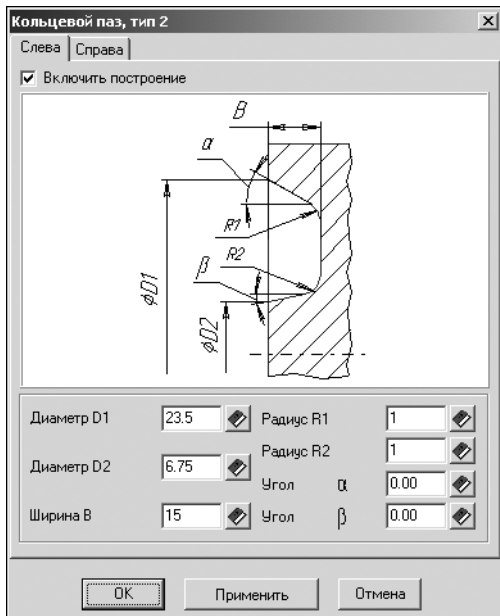 Кольцевой паз, тип 2
Слева Справа
Включить построение
B
α
R1
R2
β
ϕD1
ϕD2
Диаметр D1 23.5 Радиус R1 1
Радиус R2 1
Диаметр D2 6.75
Угол α 0.00
Ширина B 15 Угол β 0.00
OK Применить Отмена